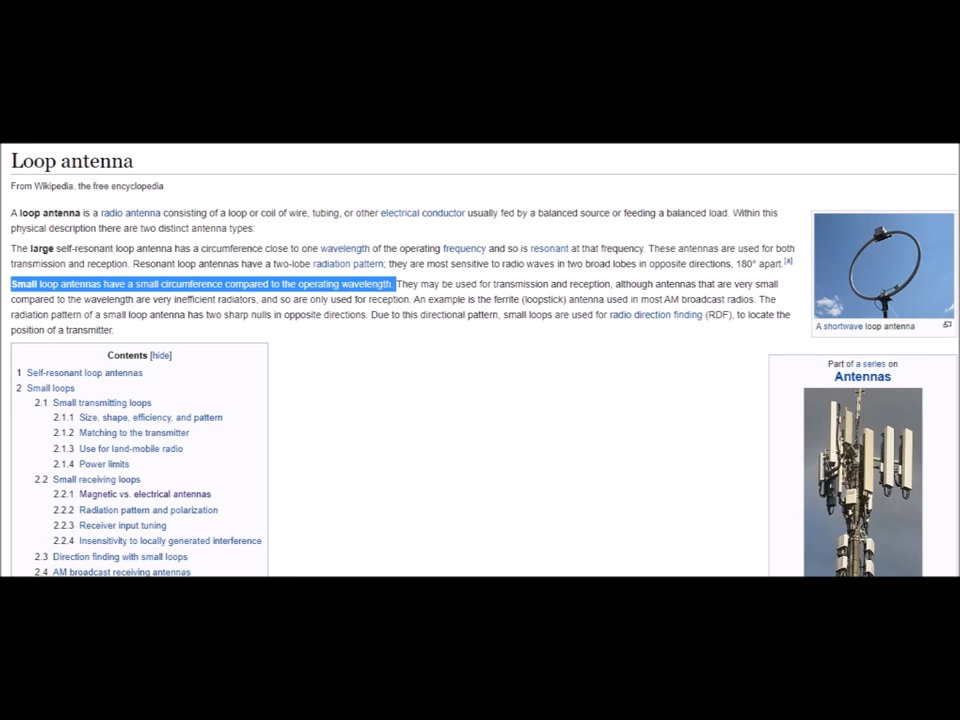 Loop antenna
From Wikipedia, the free encyclopedia
A loop antenna is a radio antenna consisting of a loop or coil of wire, tubing, or other electrical conductor usually fed by a balanced source or feeding a balanced load. Within this
physical description there are two distinct antenna types:
The large self-resonant loop antenna has a circumference close to one wavelength of the operating frequency and so is resonant at that frequency. These antennas are used for both
transmission and reception. Resonant loop antennas have a two-lobe radiation pattern; they are most sensitive to radio waves in two broad lobes in opposite directions, 180° apart.[a]
Small loop antennas have a small circumference compared to the operating wavelength. They may be used for transmission and reception, although antennas that are very small
compared to the wavelength are very inefficient radiators, and so are only used for reception. An example is the ferrite (loopstick) antenna used in most AM broadcast radios. The
radiation pattern of a small loop antenna has two sharp nulls in opposite directions. Due to this directional pattern, small loops are used for radio direction finding (RDF), to locate the
position of a transmitter.
A shortwave loop antenna
Contents [hide]
1 Self-resonant loop antennas
2 Small loops
2.1 Small transmitting loops
2.1.1 Size, shape, efficiency, and pattern
2.1.2 Matching to the transmitter
2.1.3 Use for land-mobile radio
2.1.4 Power limits
2.2 Small receiving loops
2.2.1 Magnetic vs. electrical antennas
2.2.2 Radiation pattern and polarization
2.2.3 Receiver input tuning
2.2.4 Insensitivity to locally generated interference
2.3 Direction finding with small loops
2.4 AM broadcast receiving antennas
Part of a series on
Antennas